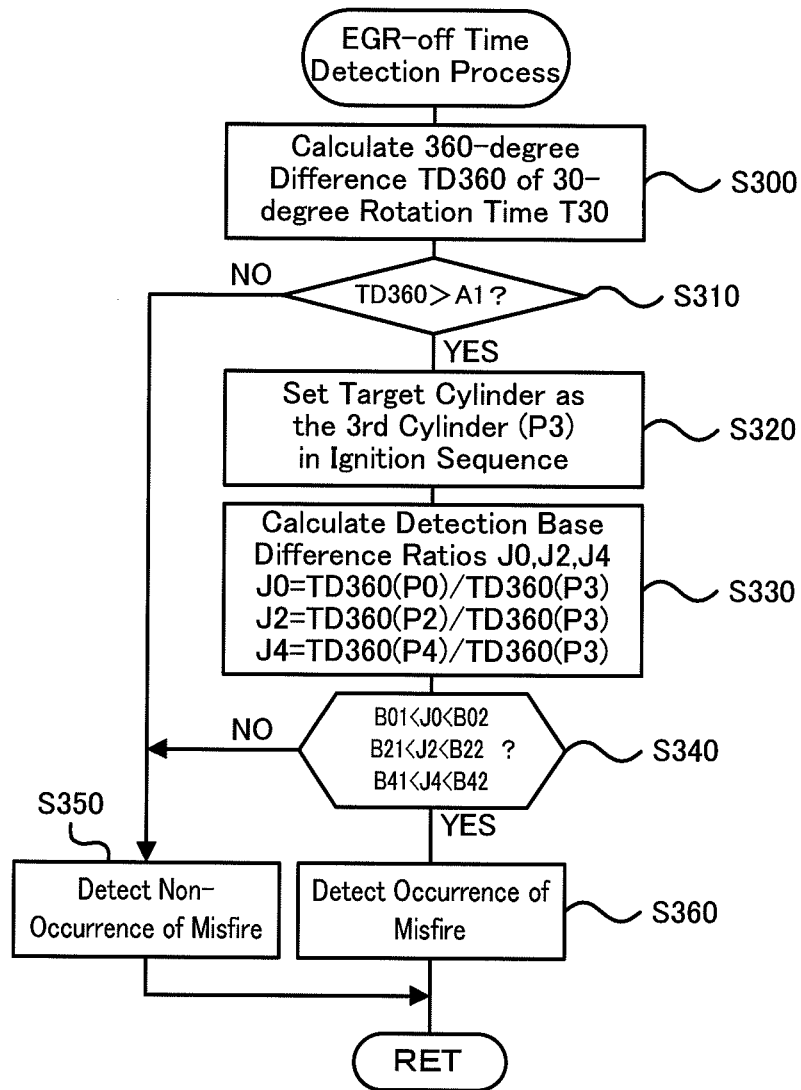 EGR-off Time
Detection Process
Calculate 360-degree
Difference TD360 of 30-
degree Rotation Time T30
S300
NO
TD360>A1?
S310
YES
Set Target Cylinder as
the 3rd Cylinder (P3)
in Ignition Sequence
S320
Calculate Detection Base
Difference Ratios J0,J2,J4
J0=TD360(P0)/TD360(P3)
J2=TD360(P2)/TD360(P3)
J4=TD360(P4)/TD360(P3)
S330
NO
B01<J0<B02
B21<J2<B22 ?
B41<J4<B42
S340
YES
S350
Detect Non-
Occurrence of Misfire
Detect Occurrence of
Misfire
S360
RET